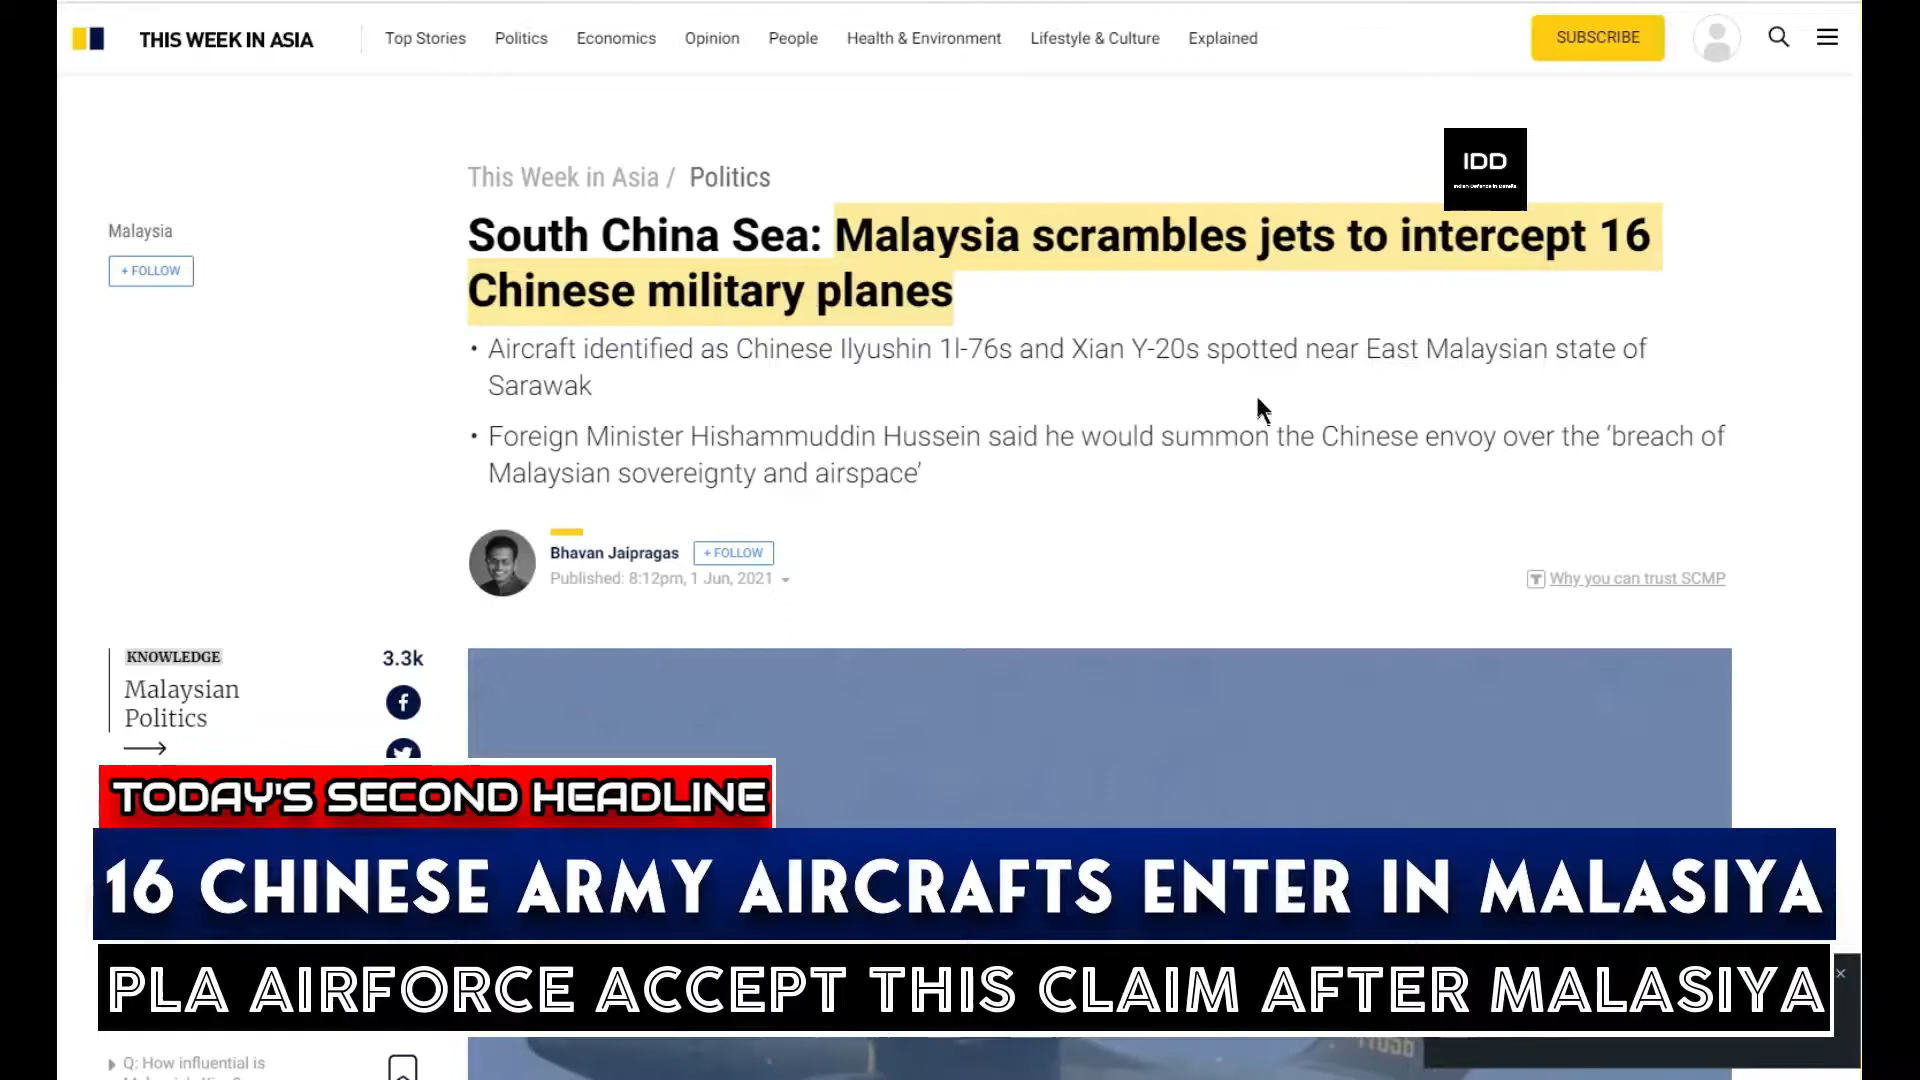 THIS WEEK IN ASIA
Top Stories Politics Economics Opinion People Health & Environment Lifestyle & Culture Explained
SUBSCRIBE
IDD
Indian Defence in Details
This Week in Asia / Politics
South China Sea: Malaysia scrambles jets to intercept 16
Chinese military planes
Malaysia
+ FOLLOW
• Aircraft identified as Chinese Ilyushin 1l-76s and Xian Y-20s spotted near East Malaysian state of
Sarawak
• Foreign Minister Hishammuddin Hussein said he would summon the Chinese envoy over the ‘breach of
Malaysian sovereignty and airspace’
Bhavan Jaipragas + FOLLOW
Published: 8:12pm, 1 Jun, 2021
Why you can trust SCMP
KNOWLEDGE
Malaysian
Politics
3.3k
TODAY'S SECOND HEADLINE
16 CHINESE ARMY AIRCRAFTS ENTER IN MALASIYA
PLA AIRFORCE ACCEPT THIS CLAIM AFTER MALASIYA
Q: How influential is